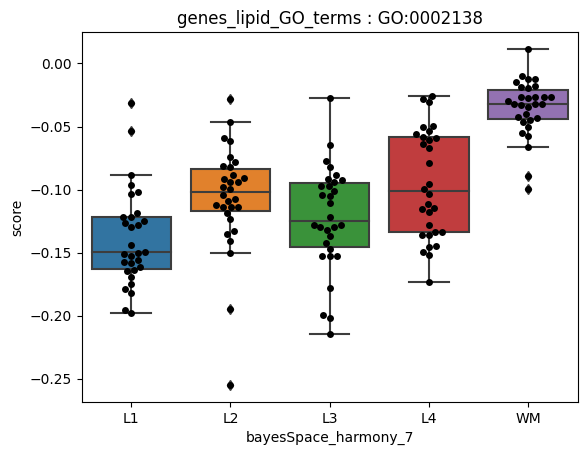 genes_lipid_GO_terms : GO:0002138
0.00
−0.05
−0.10
−0.15
−0.20
−0.25
score
L1 L2 L3 L4 WM
bayesSpace_harmony_7